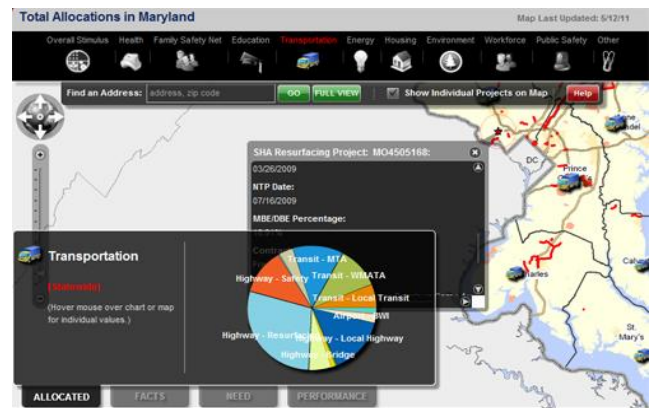 Total Allocations in Maryland
Map Last Updated: 5/12/11
Overall Stimulus Health Family Safety Net Education Transportation Energy Housing Environment Workforce Public Safety Other
Find an Address: address, zip code GO FULL VIEW Show Individual Projects on Map Help
SHA Resurfacing Project: MO4505168:
03/26/2009
NTP Date:
07/16/2009
MBE/DBE Percentage:
DC
Prince
Transportation
(Statewide)
(Hover mouse over chart or map
for individual values.)
Transit - MTA
Highway - Safety
Transit - WMATA
Transit - Local Transit
Airport - BWI
Highway - Local Highway
Highway - Bridge
St.
Mary's
ALLOCATED FACTS NEED PERFORMANCE